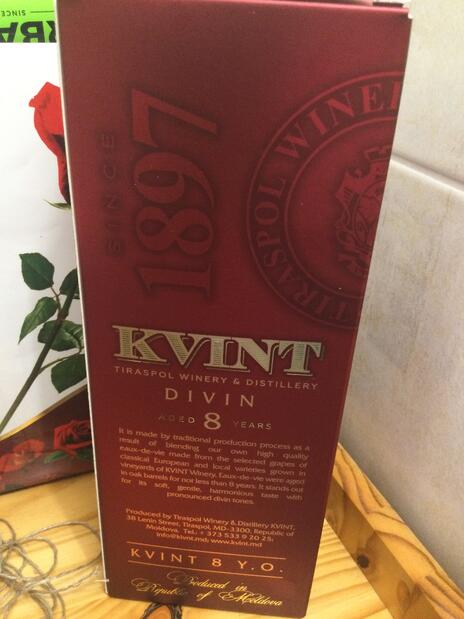 SINCE
RBA
SINCE 1897
TIRASPOL WINE
KVINT
TIRASPOL WINERY & DISTILLERY
DIVIN
AGED 8 YEARS
It is made by traditional production process as a
result of blending our own high quality
eaux-de-vie made from the selected grapes of
classical European and local varieties grown in
vineyards of KVINT Winery. Eau-de-vie were aged
in oak barrels for not less than 8 years. It stands out
for its soft, gentle, harmonious taste with
pronounced divin tones.
Produced by Tiraspol Winery & Distillery KVINT,
38 Lenin Street, Tiraspol, MD-3300, Republic of
Moldova, Tel.: + 373 533 9 20 25;
info@kvint.md; www.kvint.md
KVINT 8 Y.O.
Produced in
Republic of Moldova